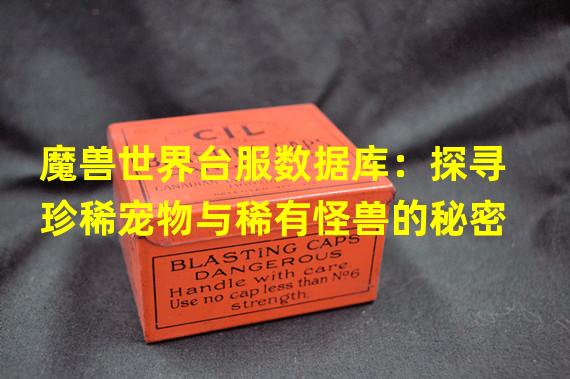 魔兽世界台服数据库：探寻
珍稀宠物与稀有怪兽的秘密
CIL
BLASTING CAPS
DANGEROUS
Handle with care
Use no cap less than №6
strength.